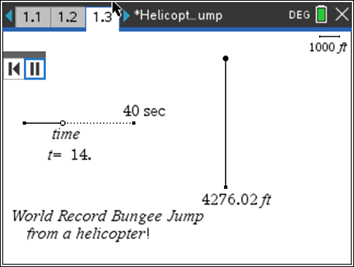 1.1 1.2 1.3 *Helicopt...ump DEG
1000 ft
40 sec
time
t= 14.
4276.02 ft
World Record Bungee Jump
from a helicopter!